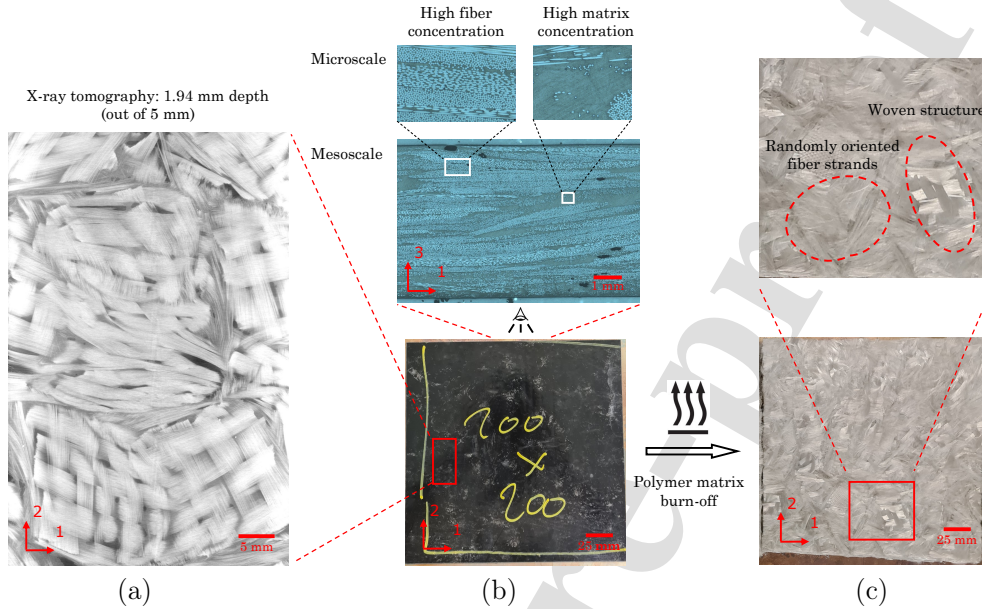 High fiber
concentration
High matrix
concentration
Microscale
X-ray tomography: 1.94 mm depth
(out of 5 mm)
Mesoscale
Woven structure
Randomly oriented
fiber strands
3
1
1 mm
200
×
200
Polymer matrix
burn-off
2
1
5 mm
2
1
2
1
25 mm
(a)
(b)
(c)